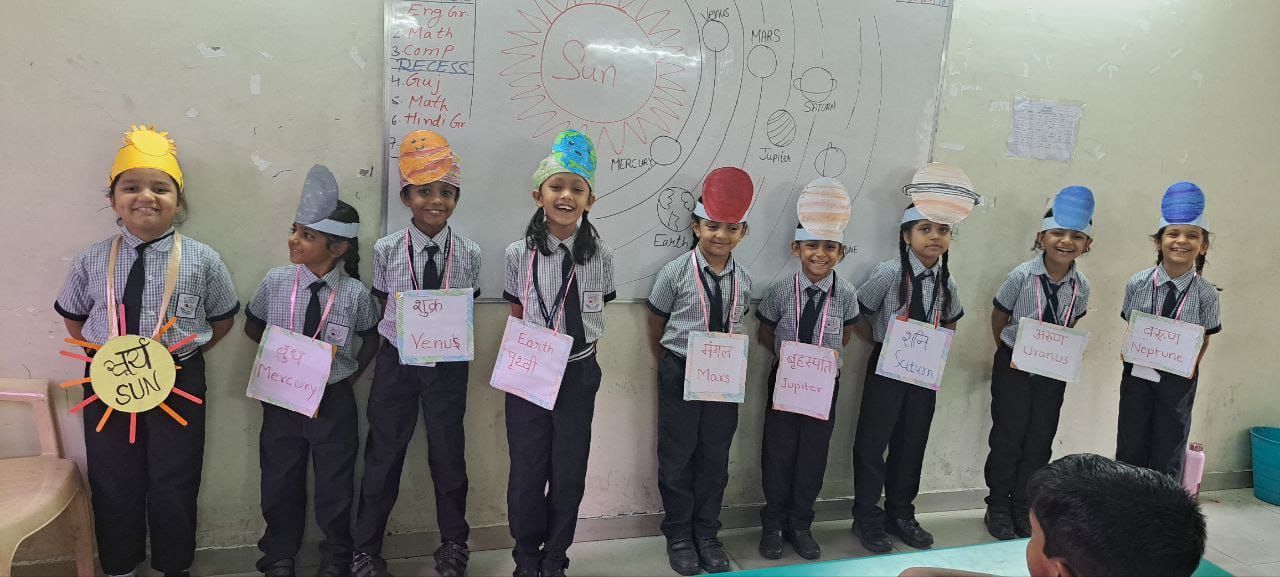 Eng Gr.
2. Math
3. Comp
RECESS
4. Guj
5. Math
6. Hindi Gr.
7
Sun
Venus
MARS
SATURN
Jupiter
MERCURY
Earth
सूर्य
SUN
बुध
Mercury
शुक्र
Venus
Earth
पृथ्वी
मंगल
Mars
बृहस्पति
Jupiter
शनि
Saturn
अरूण
Uranus
वरूण
Neptune